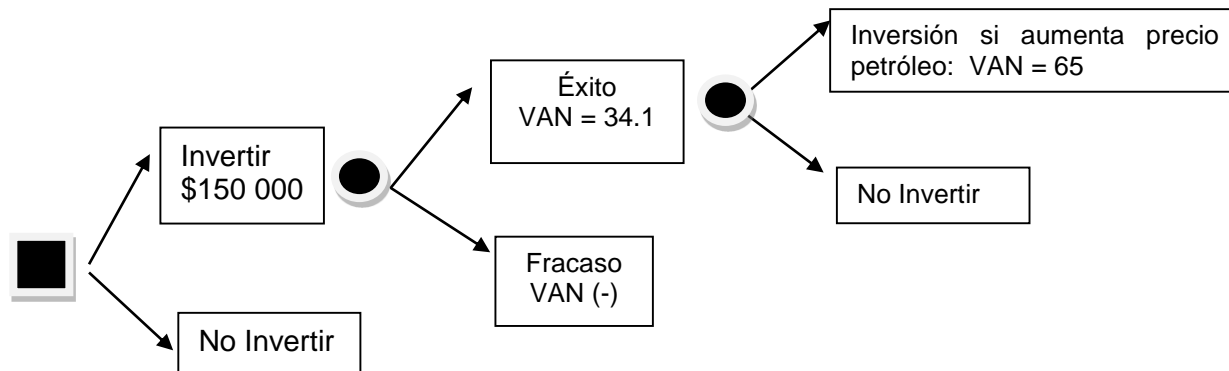 Inversión si aumenta precio
petróleo: VAN = 65
Éxito
VAN = 34.1
Invertir
$150 000
No Invertir
Fracaso
VAN (-)
No Invertir